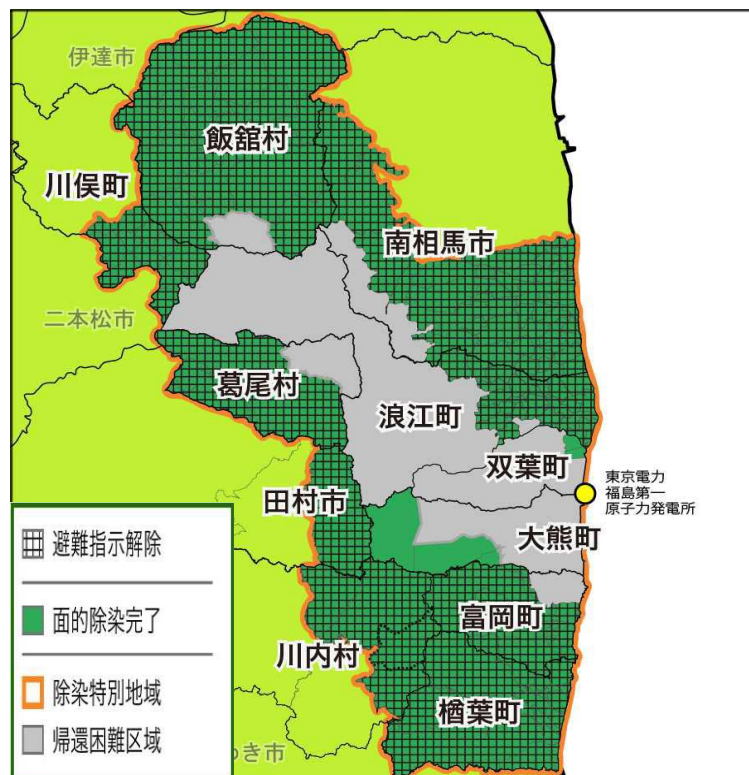 伊達市
飯舘村
川俣町
南相馬市
二本松市
葛尾村
浪江町
双葉町
東京電力
福島第一
原子力発電所
田村市
大熊町
避難指示解除
面的除染完了
富岡町
川内村
除染特別地域
楢葉町
帰還困難区域
き市